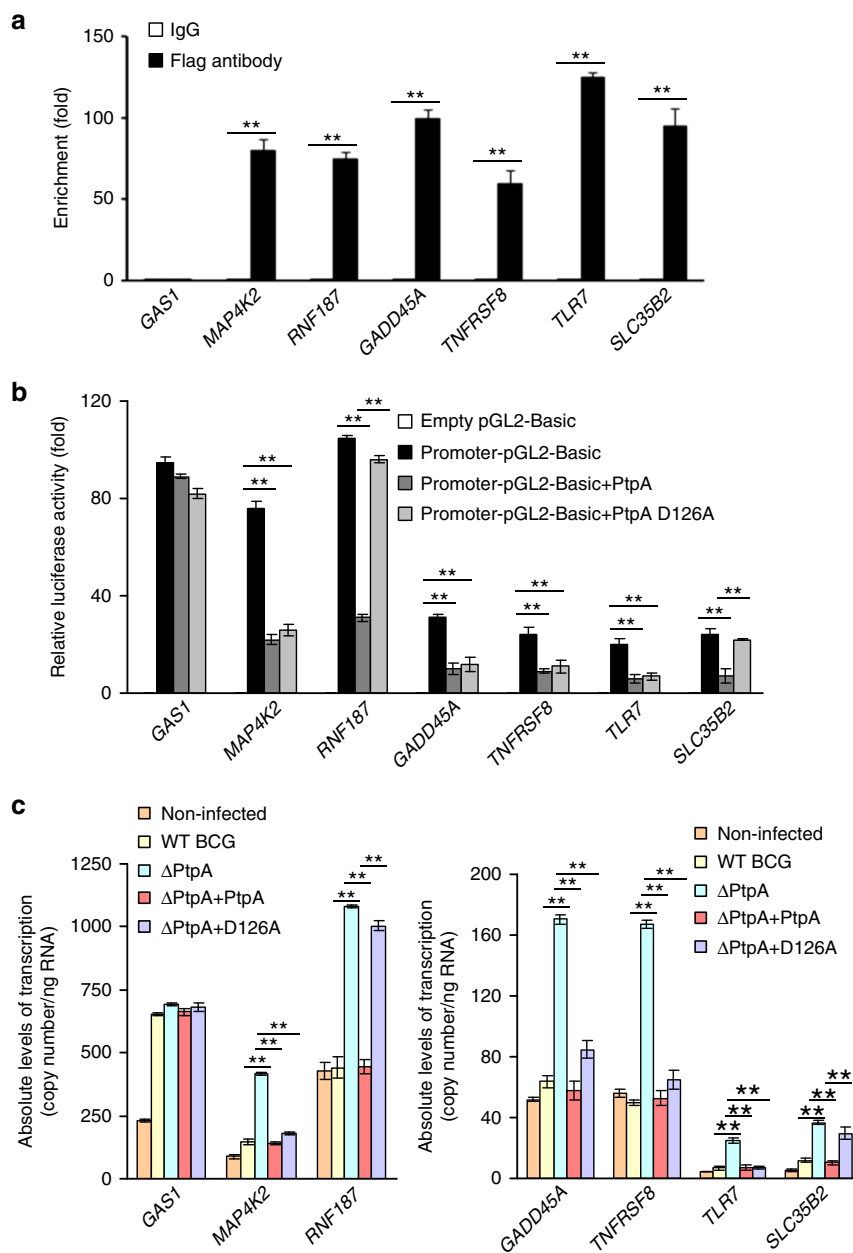 a
IgG
Flag antibody
**
**
**
**
**
**
150
100
50
0
Enrichment (fold)
GAS1
MAP4K2
RNF187
GADD45A
TNFRSF8
TLR7
SLC35B2
b
Empty pGL2-Basic
Promoter-pGL2-Basic
Promoter-pGL2-Basic+PtpA
Promoter-pGL2-Basic+PtpA D126A
**
**
**
**
**
**
**
**
**
**
**
**
120
80
40
0
Relative luciferase activity (fold)
GAS1
MAP4K2
RNF187
GADD45A
TNFRSF8
TLR7
SLC35B2
c
Non-infected
WT BCG
ΔPtpA
ΔPtpA+PtpA
ΔPtpA+D126A
**
**
**
**
**
**
1250
1000
750
500
250
0
Absolute levels of transcription
(copy number/ng RNA)
GAS1
MAP4K2
RNF187
Non-infected
WT BCG
ΔPtpA
ΔPtpA+PtpA
ΔPtpA+D126A
**
**
**
**
**
**
**
**
**
**
**
**
200
160
120
80
40
0
Absolute levels of transcription
(copy number/ng RNA)
GADD45A
TNFRSF8
TLR7
SLC35B2